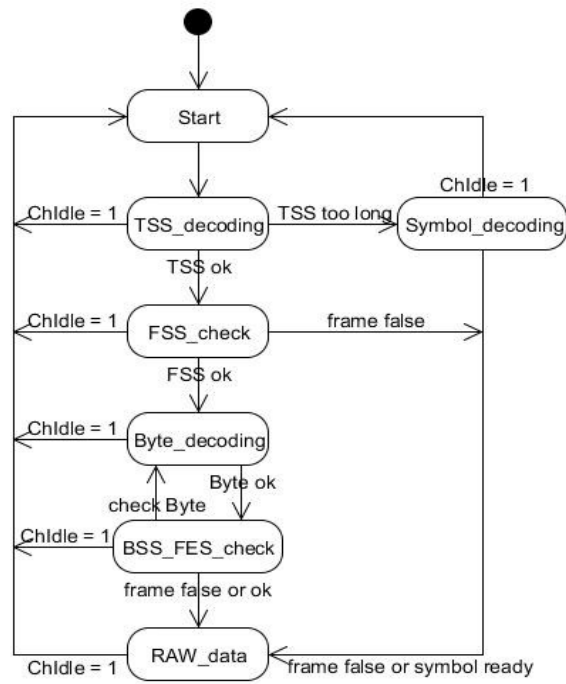 Start
ChIdle = 1
ChIdle = 1
TSS_decoding
TSS too long
Symbol_decoding
TSS ok
ChIdle = 1
FSS_check
frame false
FSS ok
ChIdle = 1
Byte_decoding
Byte ok
check Byte
ChIdle = 1
BSS_FES_check
frame false or ok
RAW_data
ChIdle = 1
frame false or symbol ready